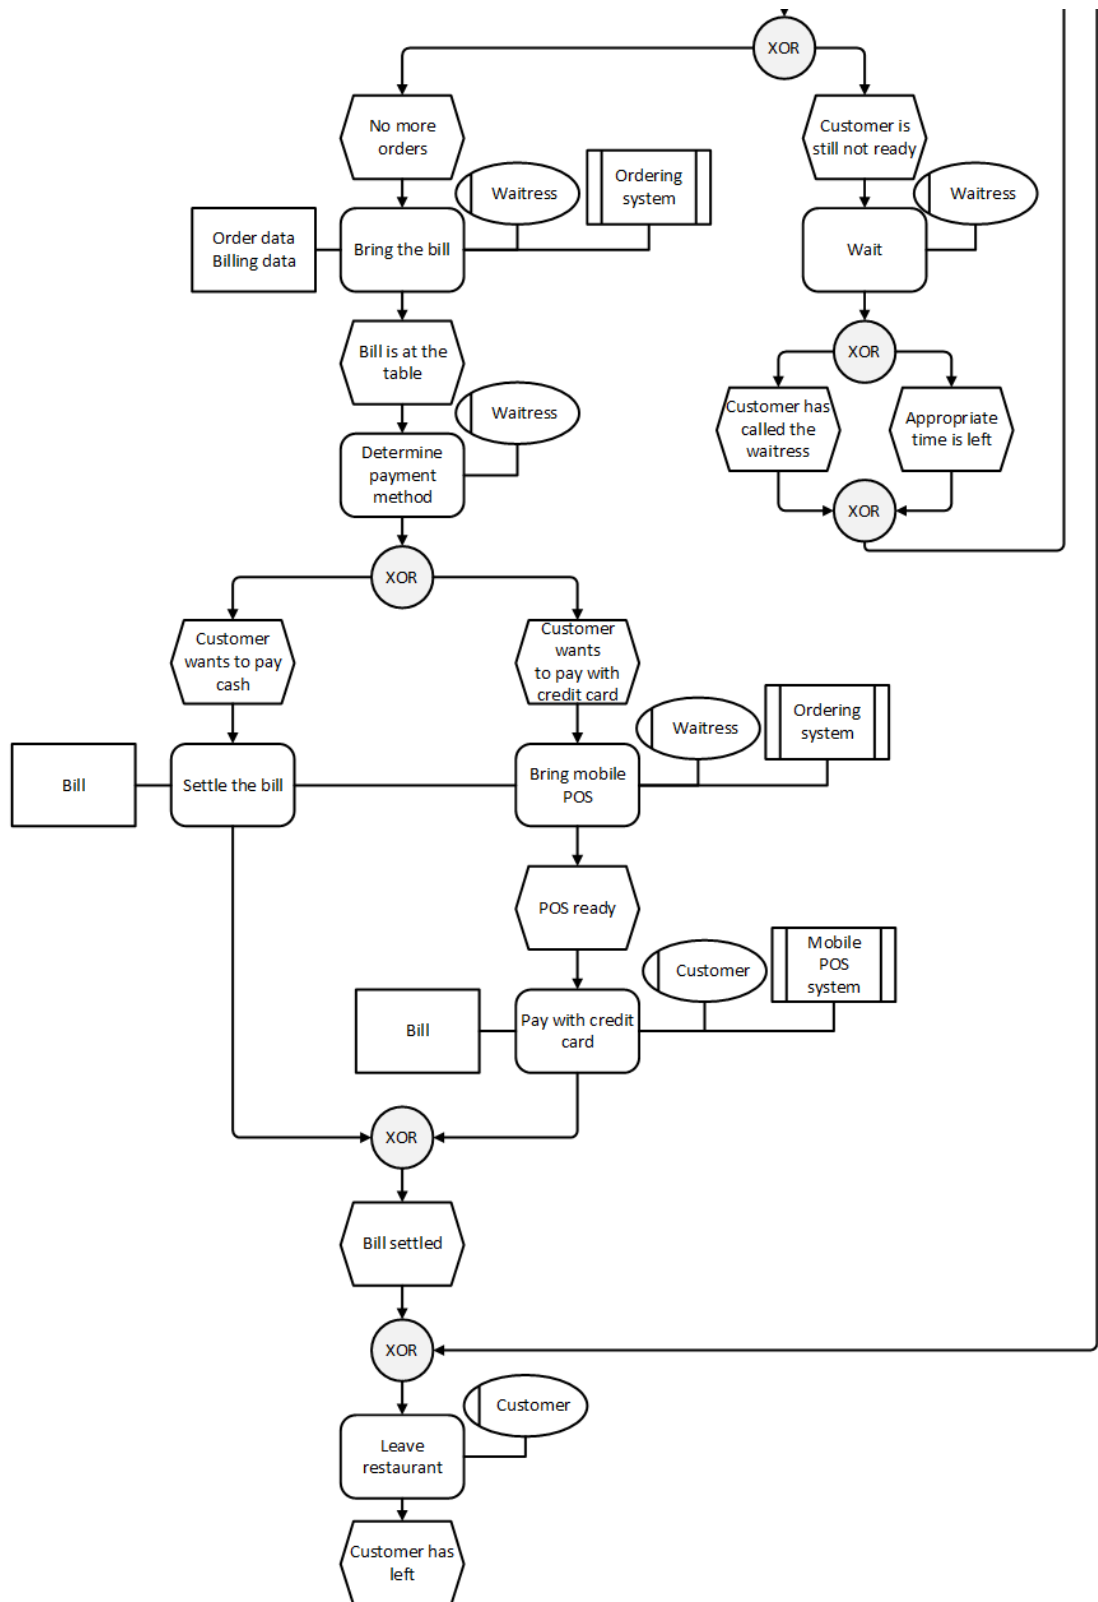 XOR
No more
orders
Customer is
still not ready
Waitress
Ordering
system
Waitress
Order data
Billing data
Bring the bill
Wait
Bill is at the
table
XOR
Waitress
Customer has
called the
waitress
Appropriate
time is left
Determine
payment
method
XOR
XOR
Customer
wants to pay
cash
Customer
wants
to pay with
credit card
Waitress
Ordering
system
Bill
Settle the bill
Bring mobile
POS
POS ready
Customer
Mobile
POS
system
Bill
Pay with credit
card
XOR
Bill settled
XOR
Customer
Leave
restaurant
Customer has
left